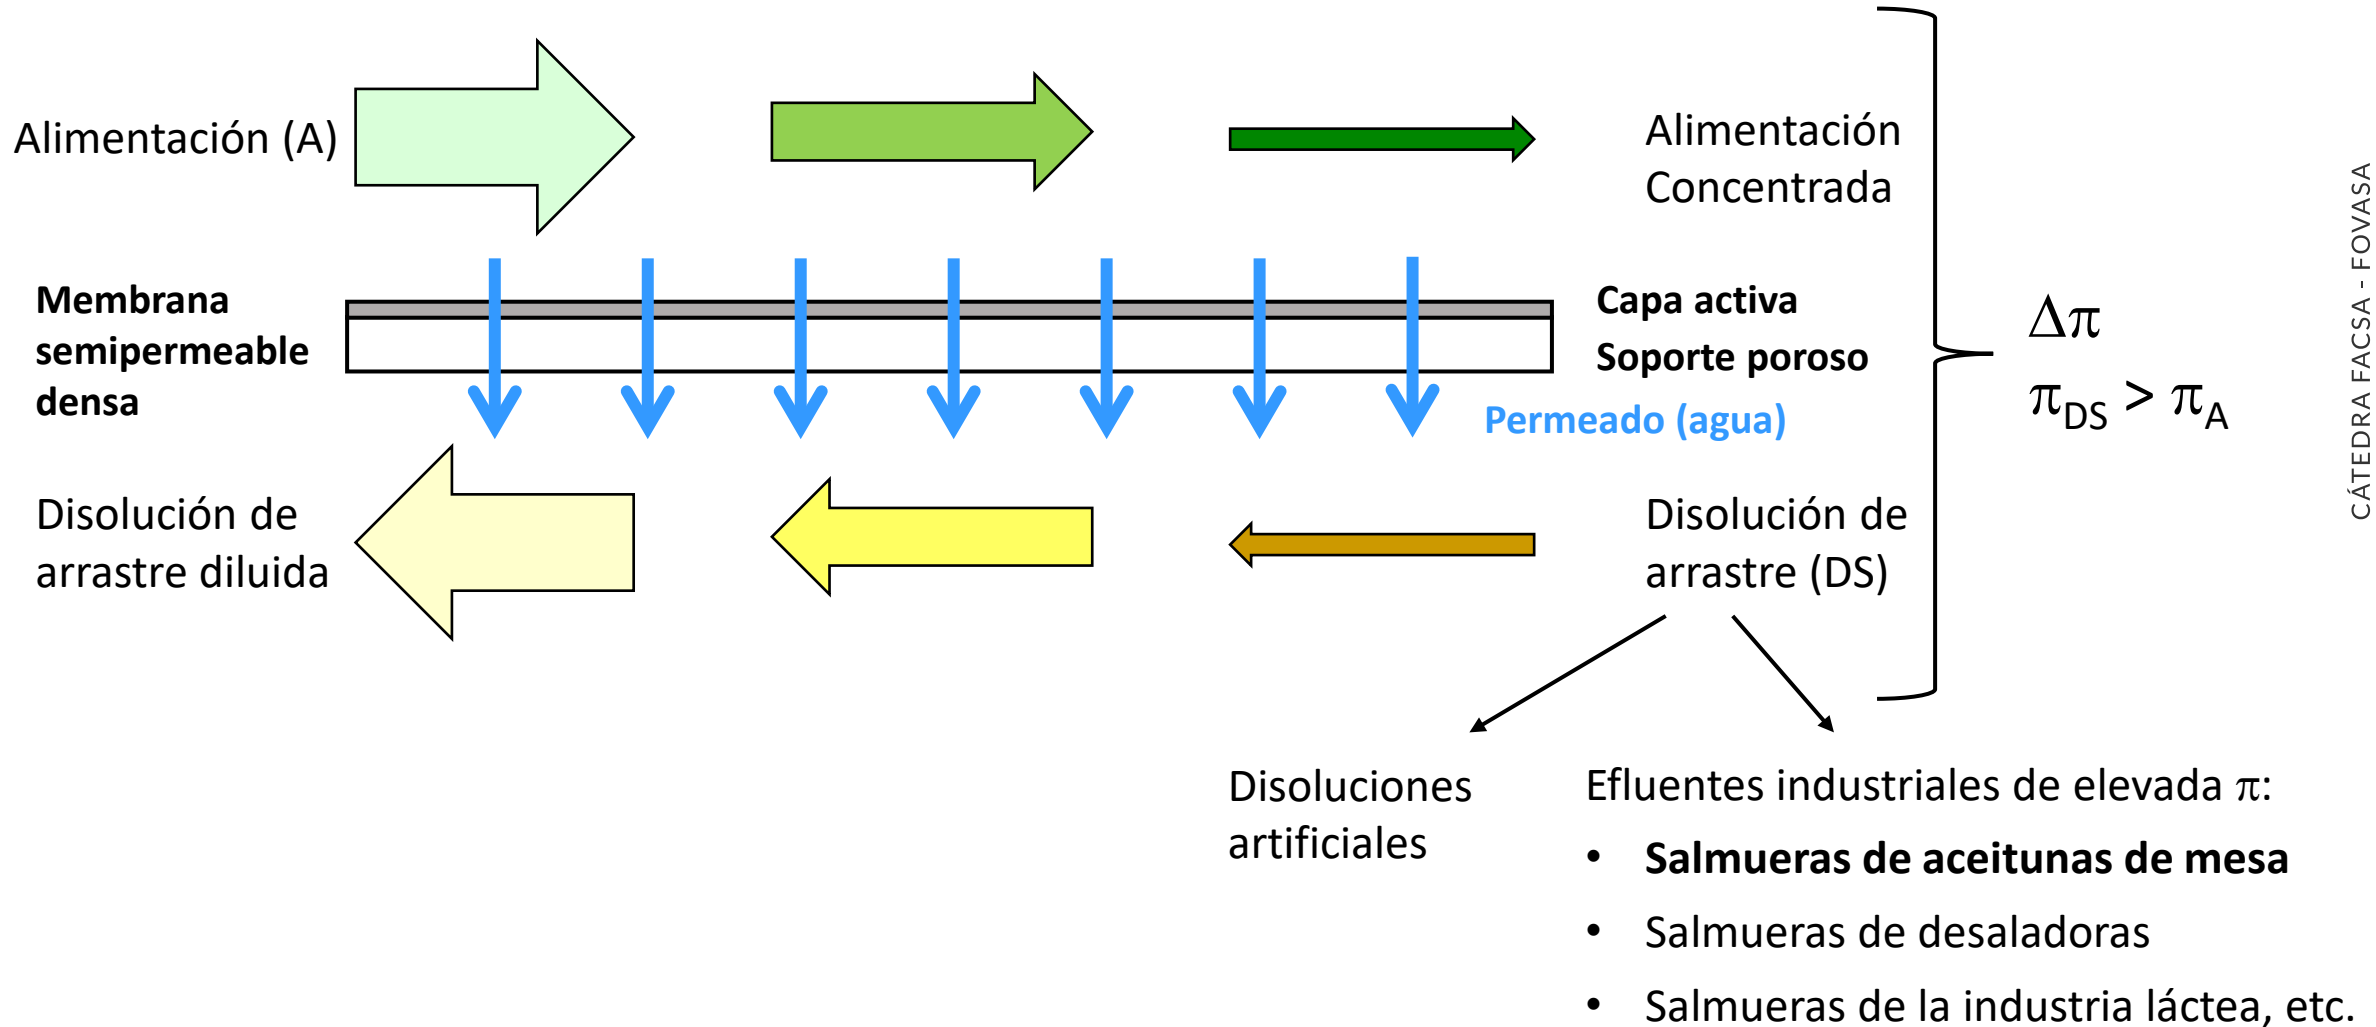 Alimentación (A)
Alimentación
Concentrada
Membrana
semipermeable
densa
Capa activa
Soporte poroso
Permeado (agua)
Δπ
πDS > πA
Disolución de
arrastre diluida
Disolución de
arrastre (DS)
Disoluciones
artificiales
Efluentes industriales de elevada π:
• Salmueras de aceitunas de mesa
• Salmueras de desaladoras
• Salmueras de la industria láctea, etc.
CÁTEDRA FACSA - FOVASA